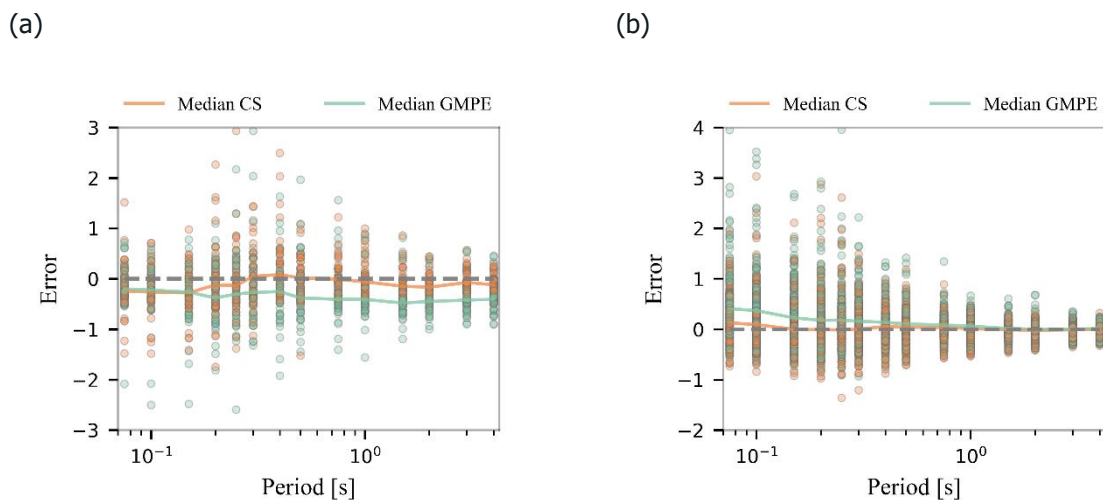 (a)
(b)
Median CS
Median GMPE
3
2
1
0
−1
−2
−3
Error
10⁻¹
10⁰
Period [s]
Median CS
Median GMPE
4
3
2
1
0
−1
−2
Error
10⁻¹
10⁰
Period [s]